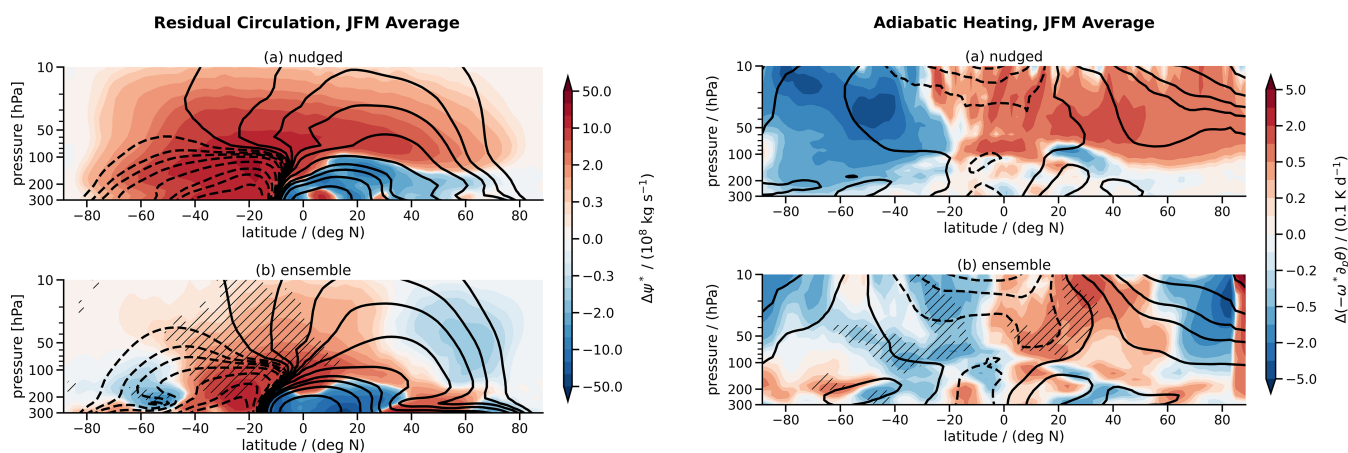 Residual Circulation, JFM Average
(a) nudged
10
50
100
200
300
pressure [hPa]
−80 −60 −40 −20 0 20 40 60 80
latitude / (deg N)
(b) ensemble
10
50
100
200
300
pressure [hPa]
−80 −60 −40 −20 0 20 40 60 80
latitude / (deg N)
50.0
10.0
2.0
0.3
0.0
−0.3
−2.0
−10.0
−50.0
Δψ* / (10⁸ kg s⁻¹)
Adiabatic Heating, JFM Average
(a) nudged
10
50
100
200
300
pressure / (hPa)
−80 −60 −40 −20 0 20 40 60 80
latitude / (deg N)
(b) ensemble
10
50
100
200
300
pressure / (hPa)
−80 −60 −40 −20 0 20 40 60 80
latitude / (deg N)
5.0
2.0
0.5
0.2
0.0
−0.2
−0.5
−2.0
−5.0
Δ(−ω*∂ₚθ) / (0.1 K d⁻¹)